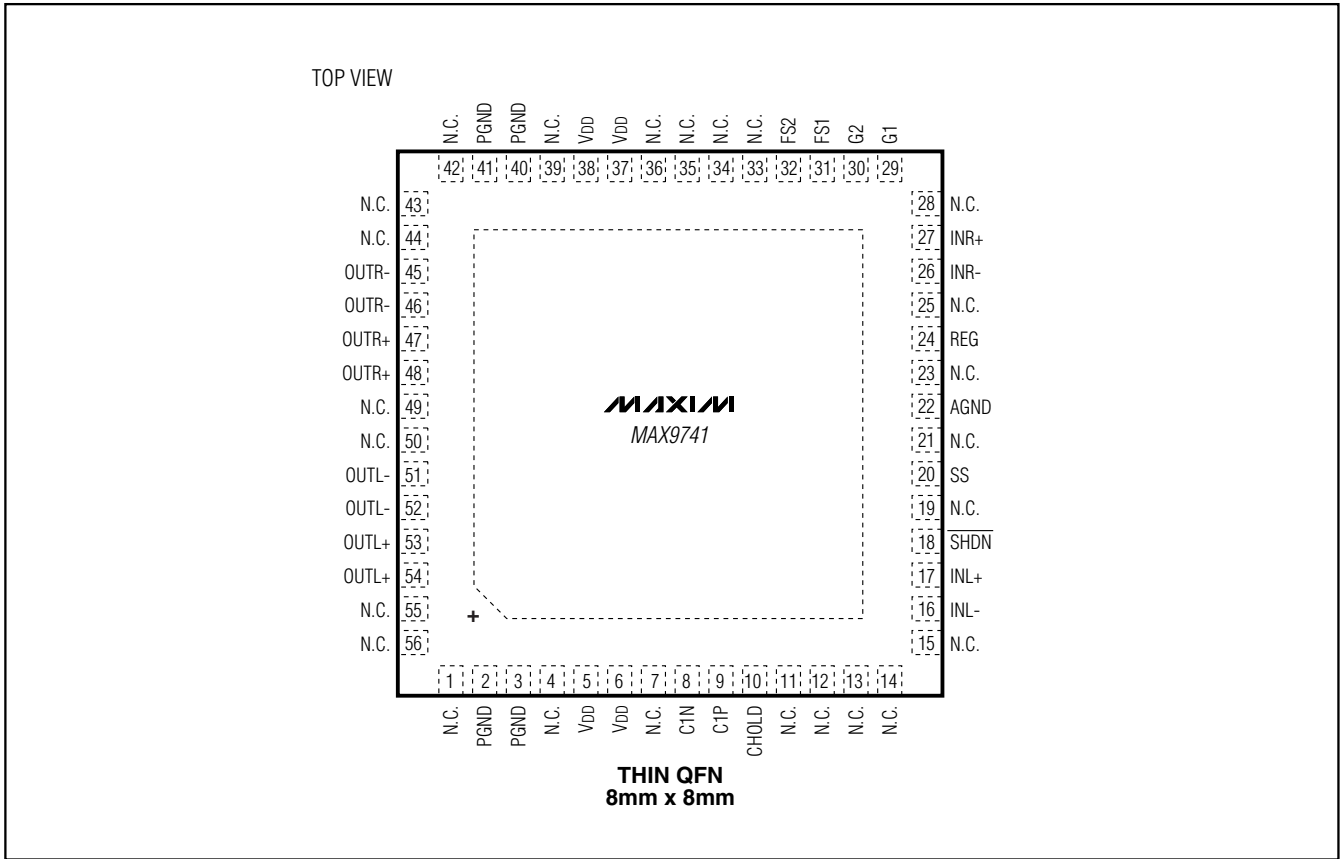 TOP VIEW
N.C. PGND PGND N.C. VDD VDD N.C. N.C. N.C. N.C. FS2 FS1 G2 G1
42 41 40 39 38 37 36 35 34 33 32 31 30 29
N.C. 43 28 N.C.
N.C. 44 27 INR+
OUTR- 45 26 INR-
OUTR- 46 25 N.C.
OUTR+ 47 24 REG
OUTR+ 48 23 N.C.
N.C. 49 22 AGND
MAXIM
MAX9741
N.C. 50 21 N.C.
OUTL- 51 20 SS
OUTL- 52 19 N.C.
OUTL+ 53 18 SHDN
OUTL+ 54 17 INL+
N.C. 55 16 INL-
+
N.C. 56 15 N.C.
1 2 3 4 5 6 7 8 9 10 11 12 13 14
N.C. PGND PGND N.C. VDD VDD N.C. C1N C1P CHOLD N.C. N.C. N.C. N.C.
THIN QFN
8mm x 8mm